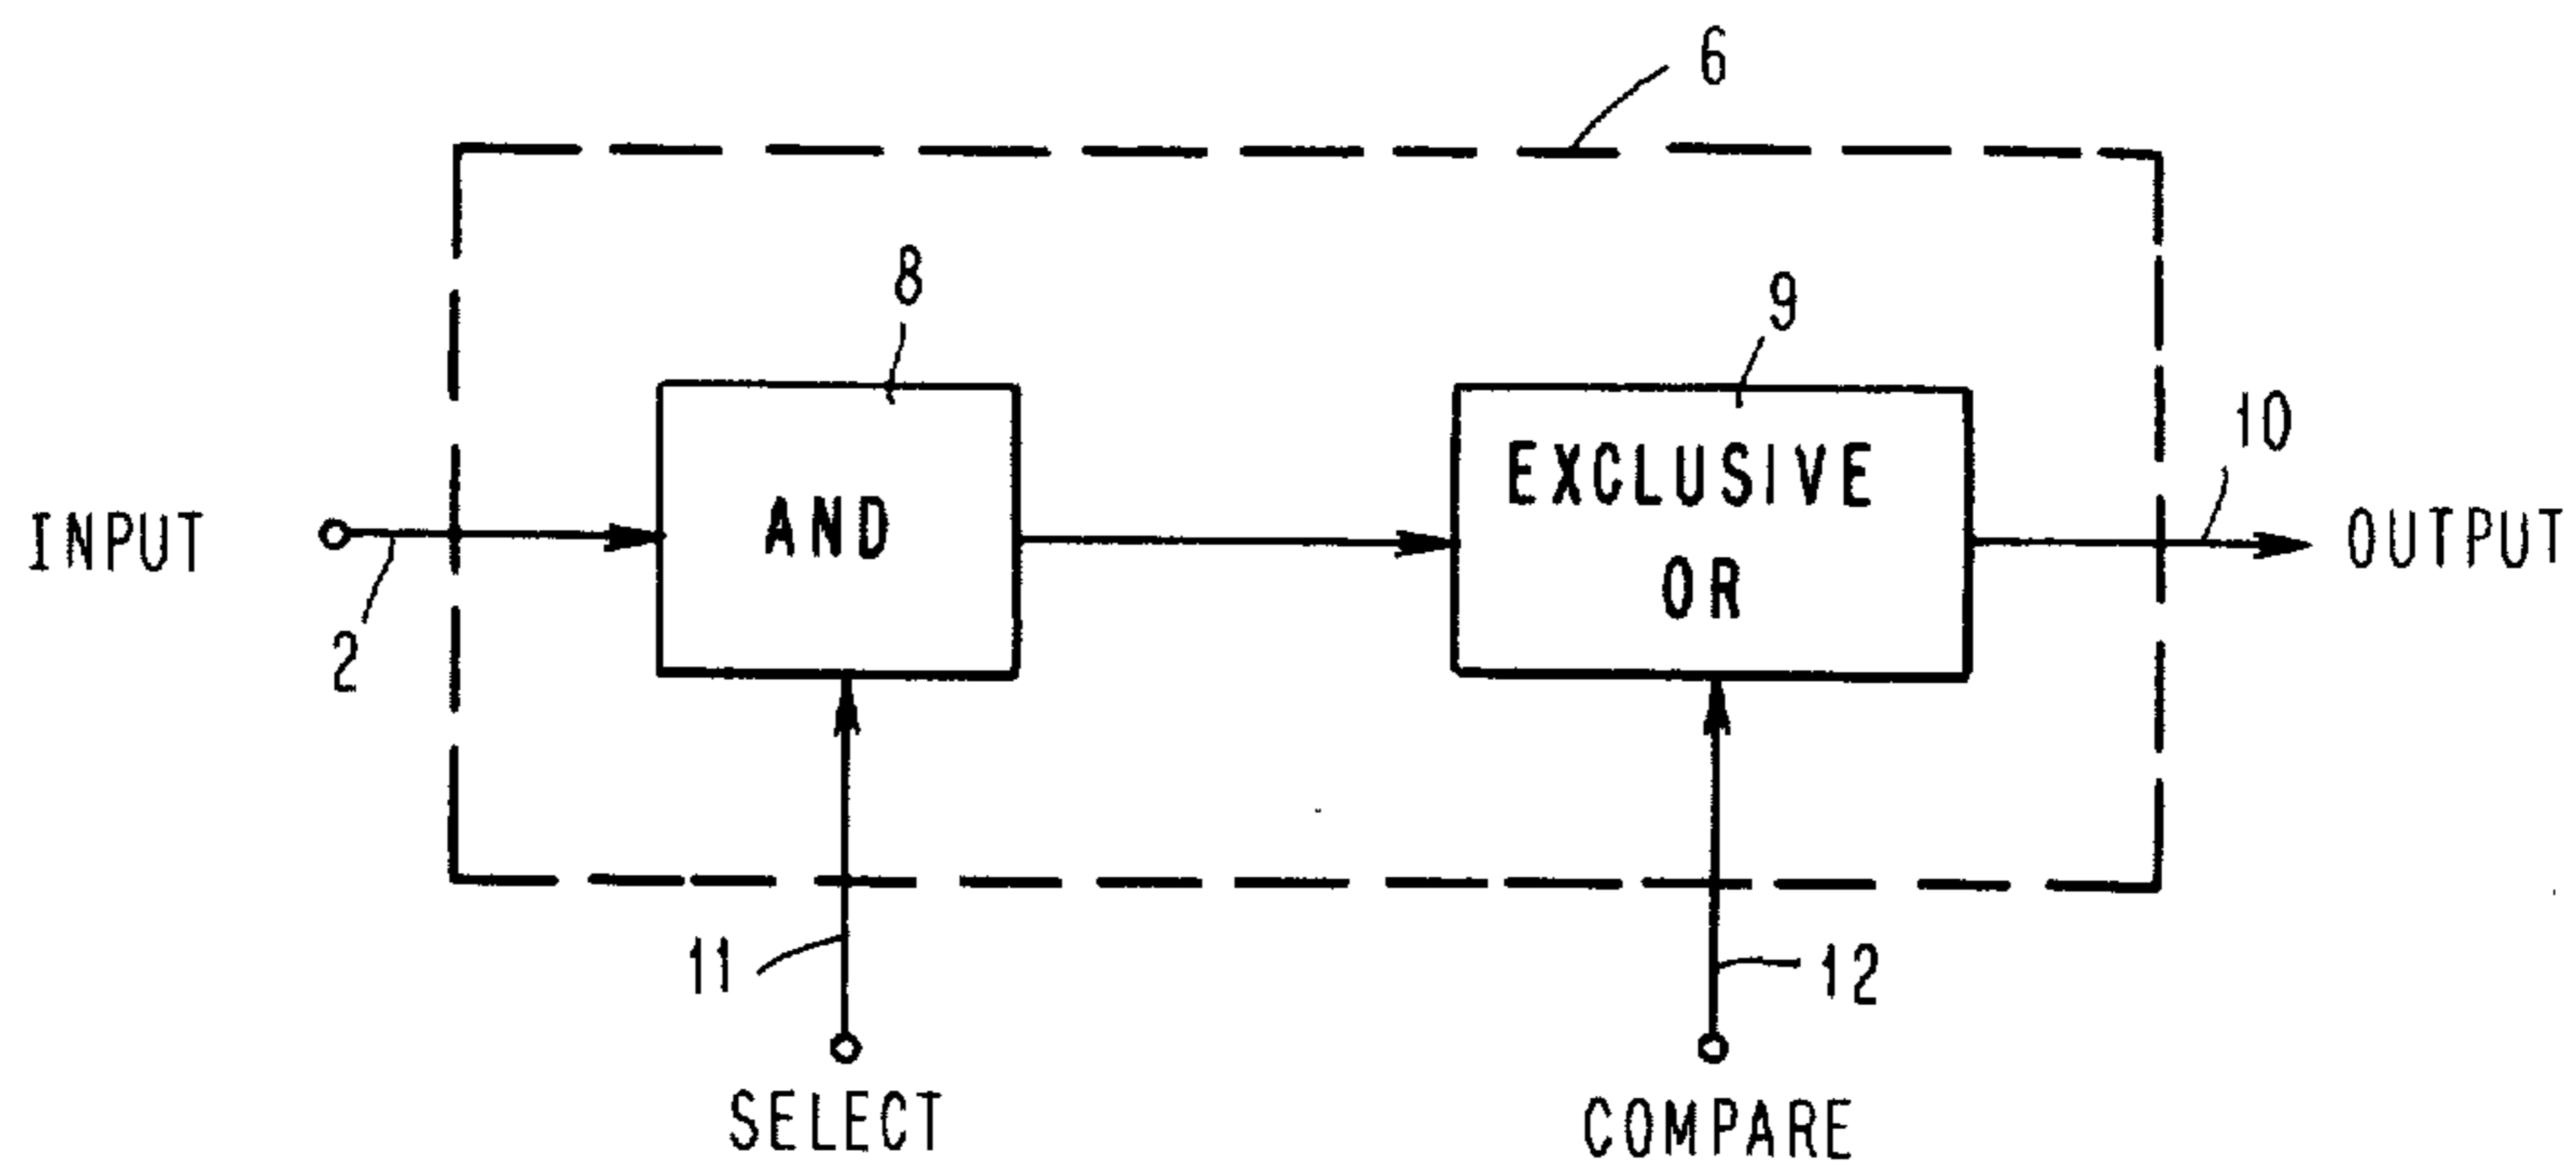 6
8
9
10
INPUT
AND
EXCLUSIVE
OR
OUTPUT
2
11
12
SELECT
COMPARE